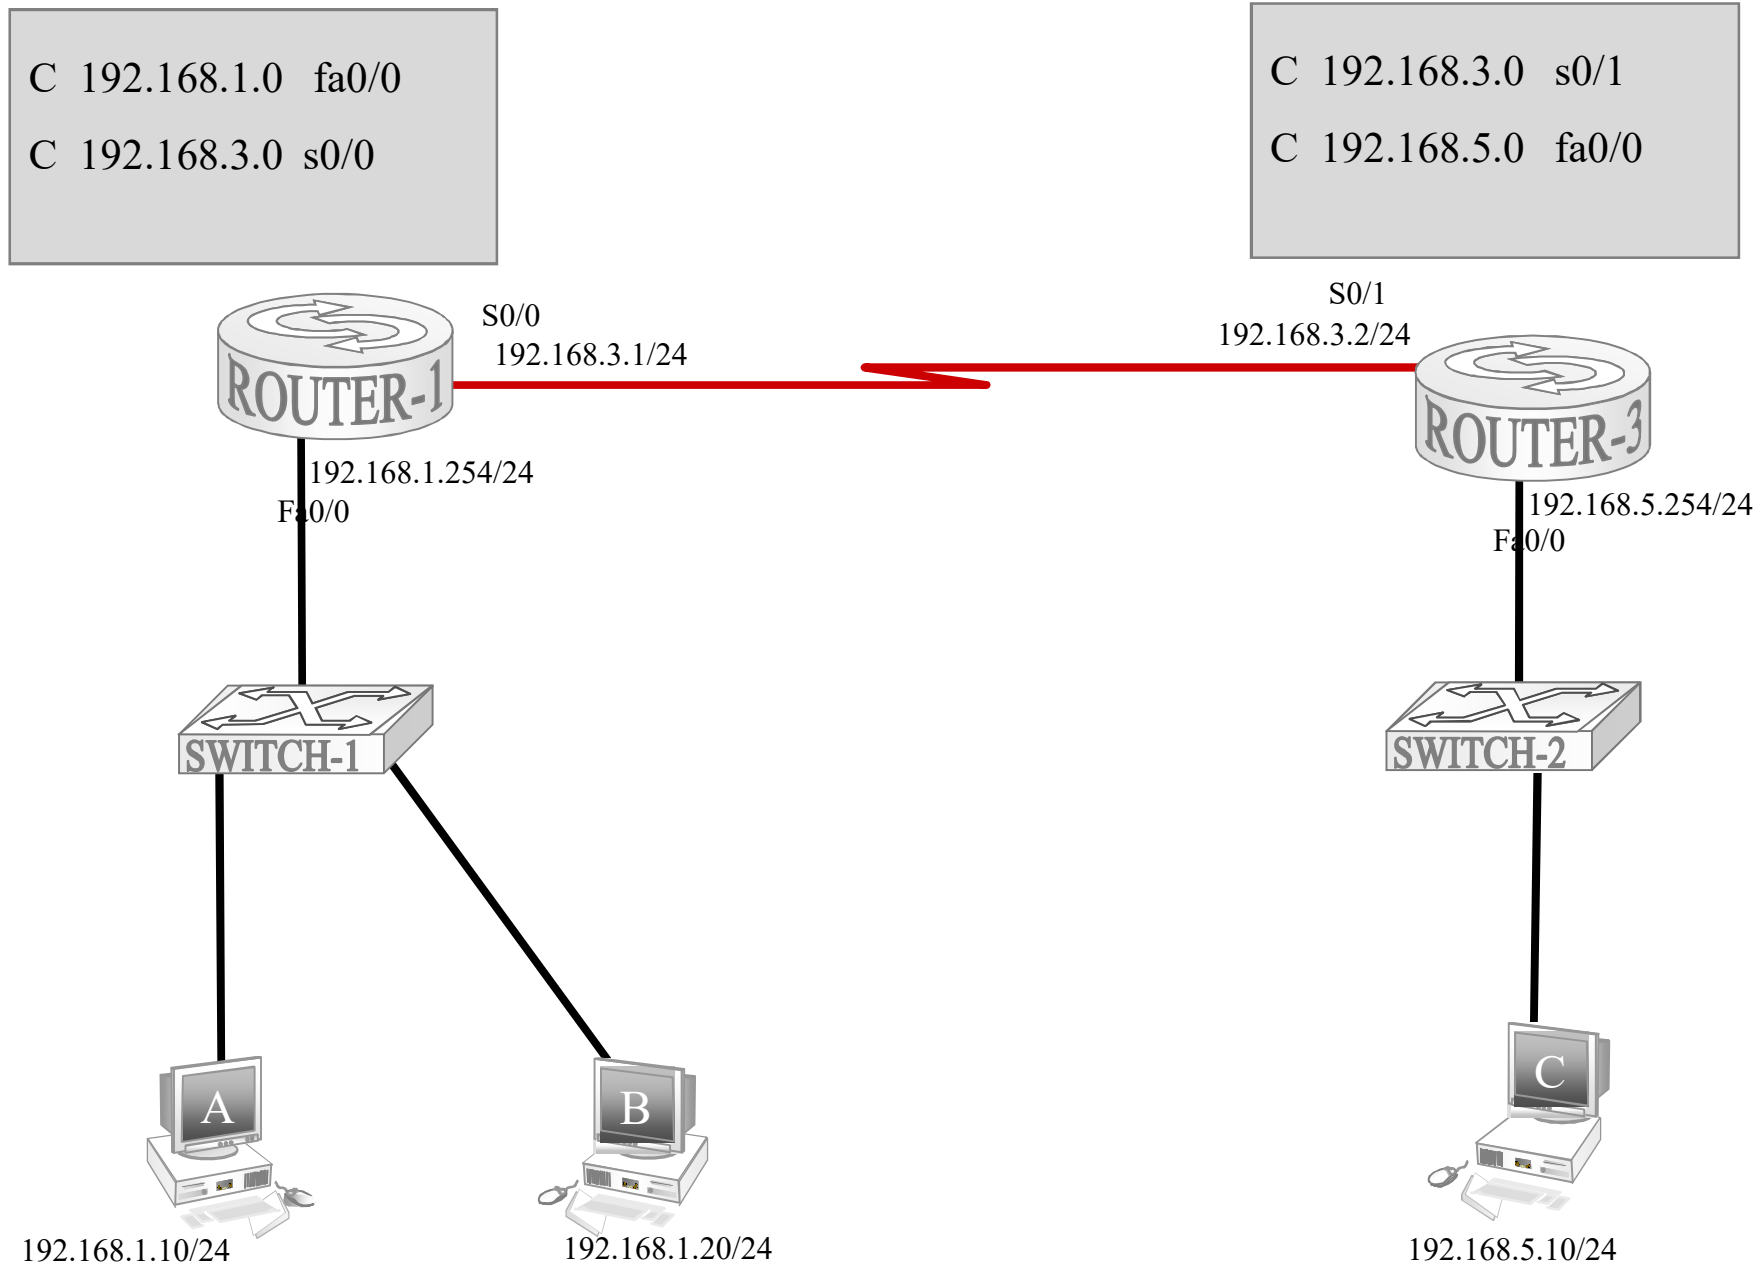 C 192.168.1.0 fa0/0
C 192.168.3.0 s0/0
C 192.168.3.0 s0/1
C 192.168.5.0 fa0/0
S0/0
192.168.3.1/24
S0/1
192.168.3.2/24
ROUTER-1
ROUTER-3
192.168.1.254/24
Fa0/0
192.168.5.254/24
Fa0/0
SWITCH-1
SWITCH-2
A
B
C
192.168.1.10/24
192.168.1.20/24
192.168.5.10/24